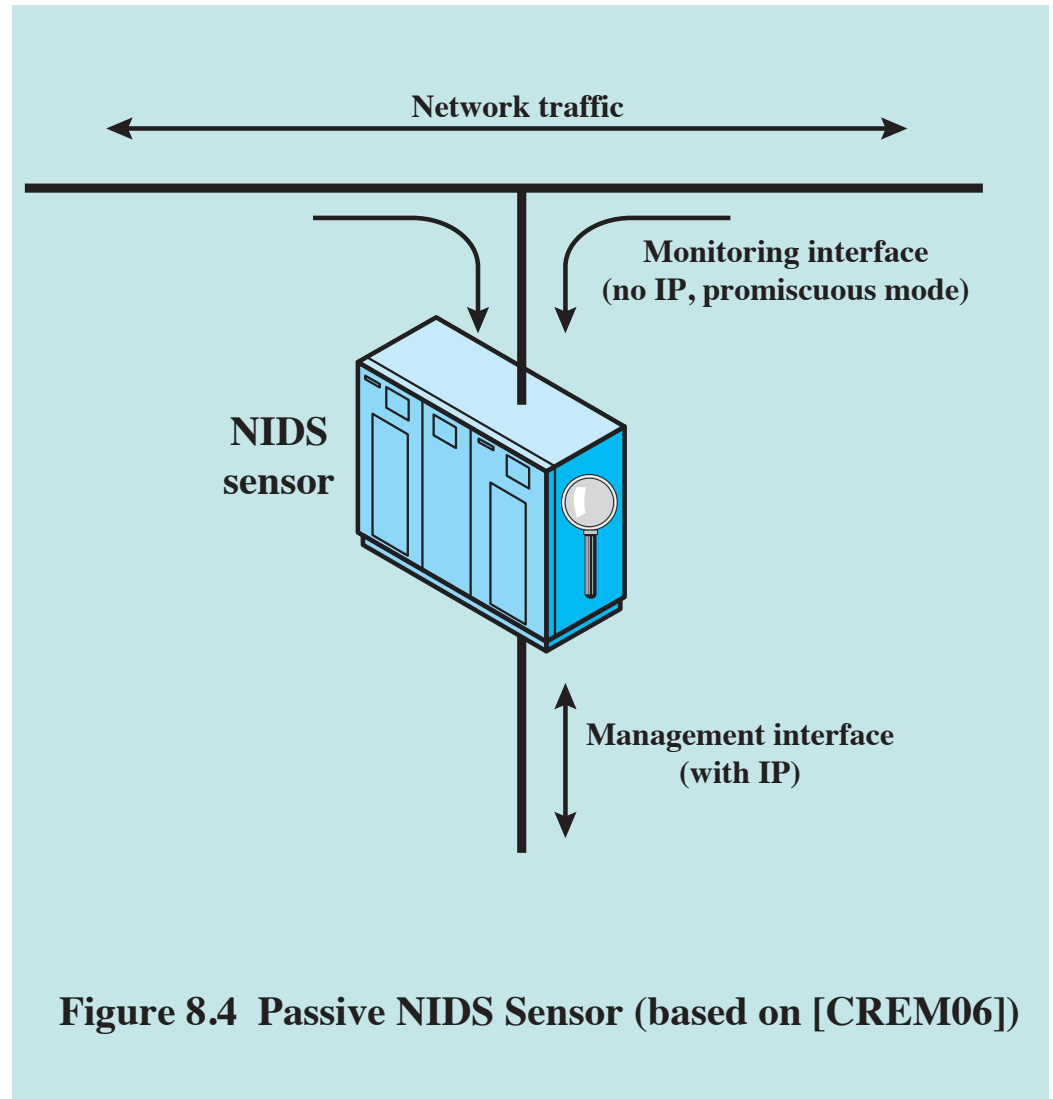 Network traffic
Monitoring interface
(no IP, promiscuous mode)
NIDS
sensor
Management interface
(with IP)
Figure 8.4 Passive NIDS Sensor (based on [CREM06])